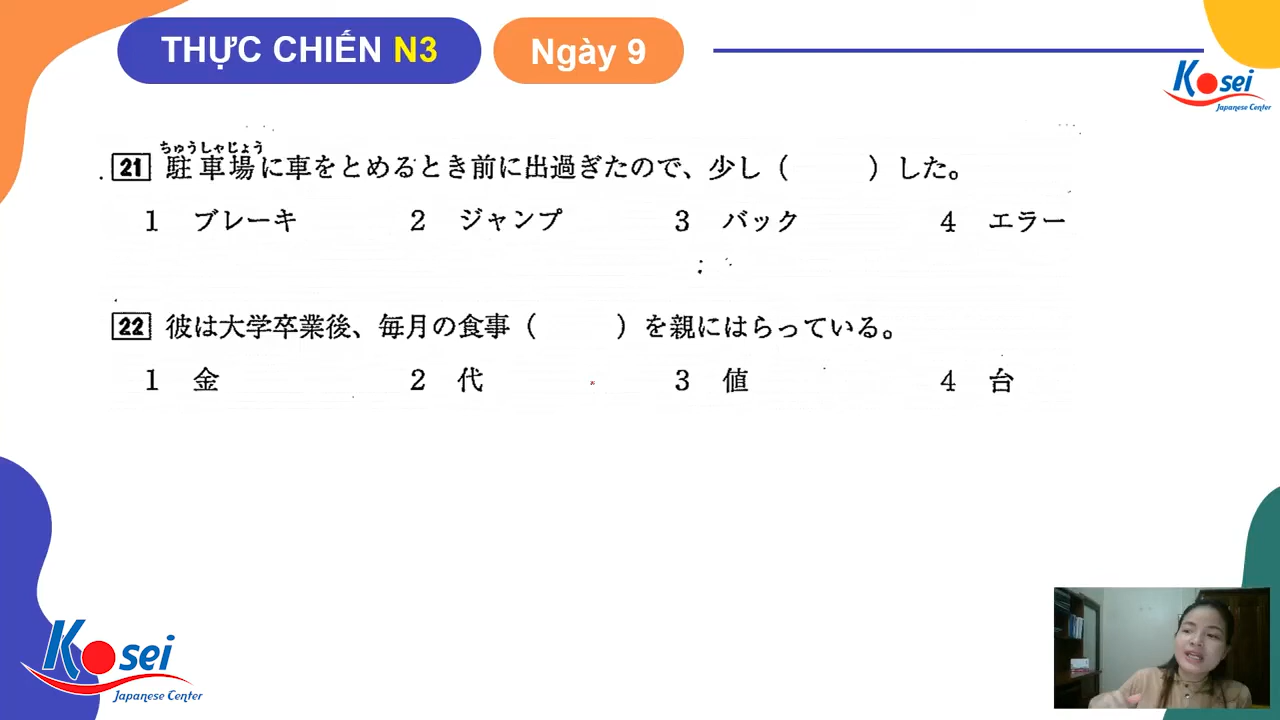 THỰC CHIẾN N3
Ngày 9
Kosei
Japanese Center
ちゅうしゃじょう
21 駐車場に車をとめるとき前に出過ぎたので、少し（　　）した。
1 ブレーキ 2 ジャンプ 3 バック 4 エラー
22 彼は大学卒業後、毎月の食事（　　）を親にはらっている。
1 金 2 代 3 値 4 台
Kosei
Japanese Center